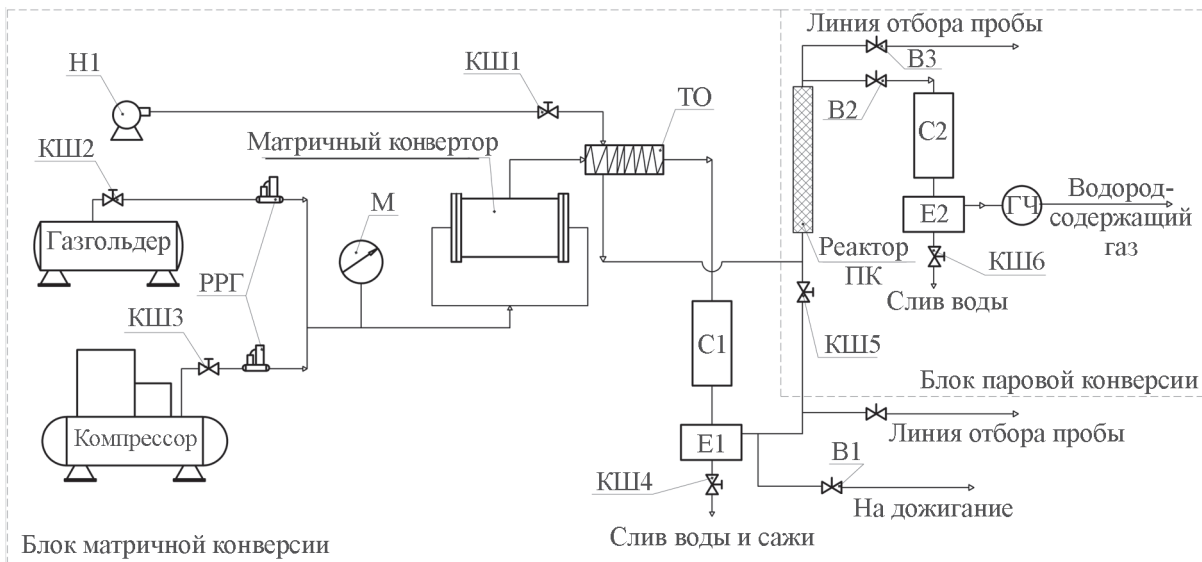 Линия отбора пробы
В3
Н1
КШ1
ТО
В2
С2
Матричный конвертор
КШ2
М
Е2
ГЧ
Водород-
содержащий
газ
Газгольдер
РРГ
Реактор
ПК
КШ6
Слив воды
КШ3
С1
КШ5
Блок паровой конверсии
Компрессор
Е1
Линия отбора пробы
В1
КШ4
На дожигание
Слив воды и сажи
Блок матричной конверсии